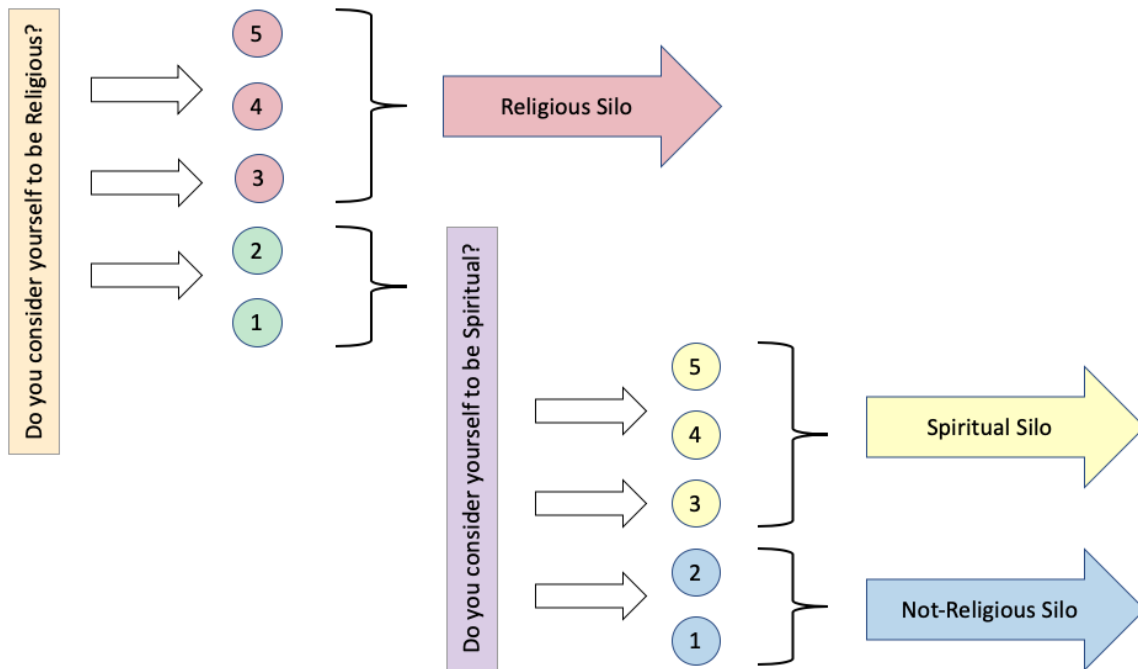 Do you consider yourself to be Religious?
5
4
3
2
1
Religious Silo
Do you consider yourself to be Spiritual?
5
4
3
2
1
Spiritual Silo
Not-Religious Silo